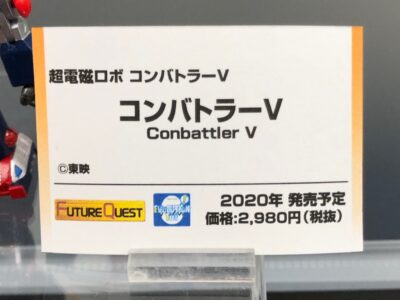 超電磁ロボ コンバトラーV
コンバトラーV
Conbattler V
©東映
FUTURE QUEST
2020年 発売予定
価格:2,980円(税抜)